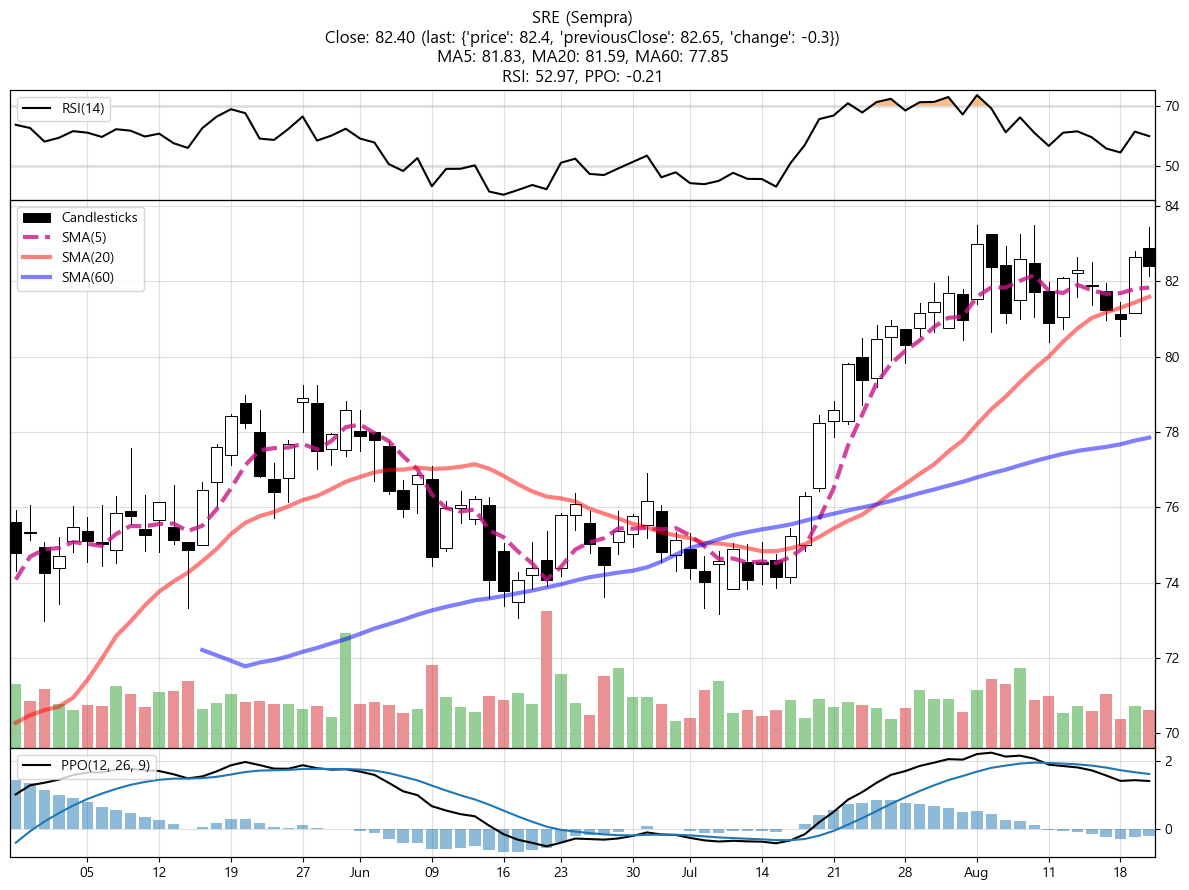 SRE (Sempra)
Close: 82.40 (last: {'price': 82.4, 'previousClose': 82.65, 'change': -0.3})
MA5: 81.83, MA20: 81.59, MA60: 77.85
RSI: 52.97, PPO: -0.21
RSI(14)
70
50
Candlesticks
SMA(5)
SMA(20)
SMA(60)
84
82
80
78
76
74
72
70
PPO(12, 26, 9)
2
0
05 12 19 27 Jun 09 16 23 30 Jul 14 21 28 Aug 11 18